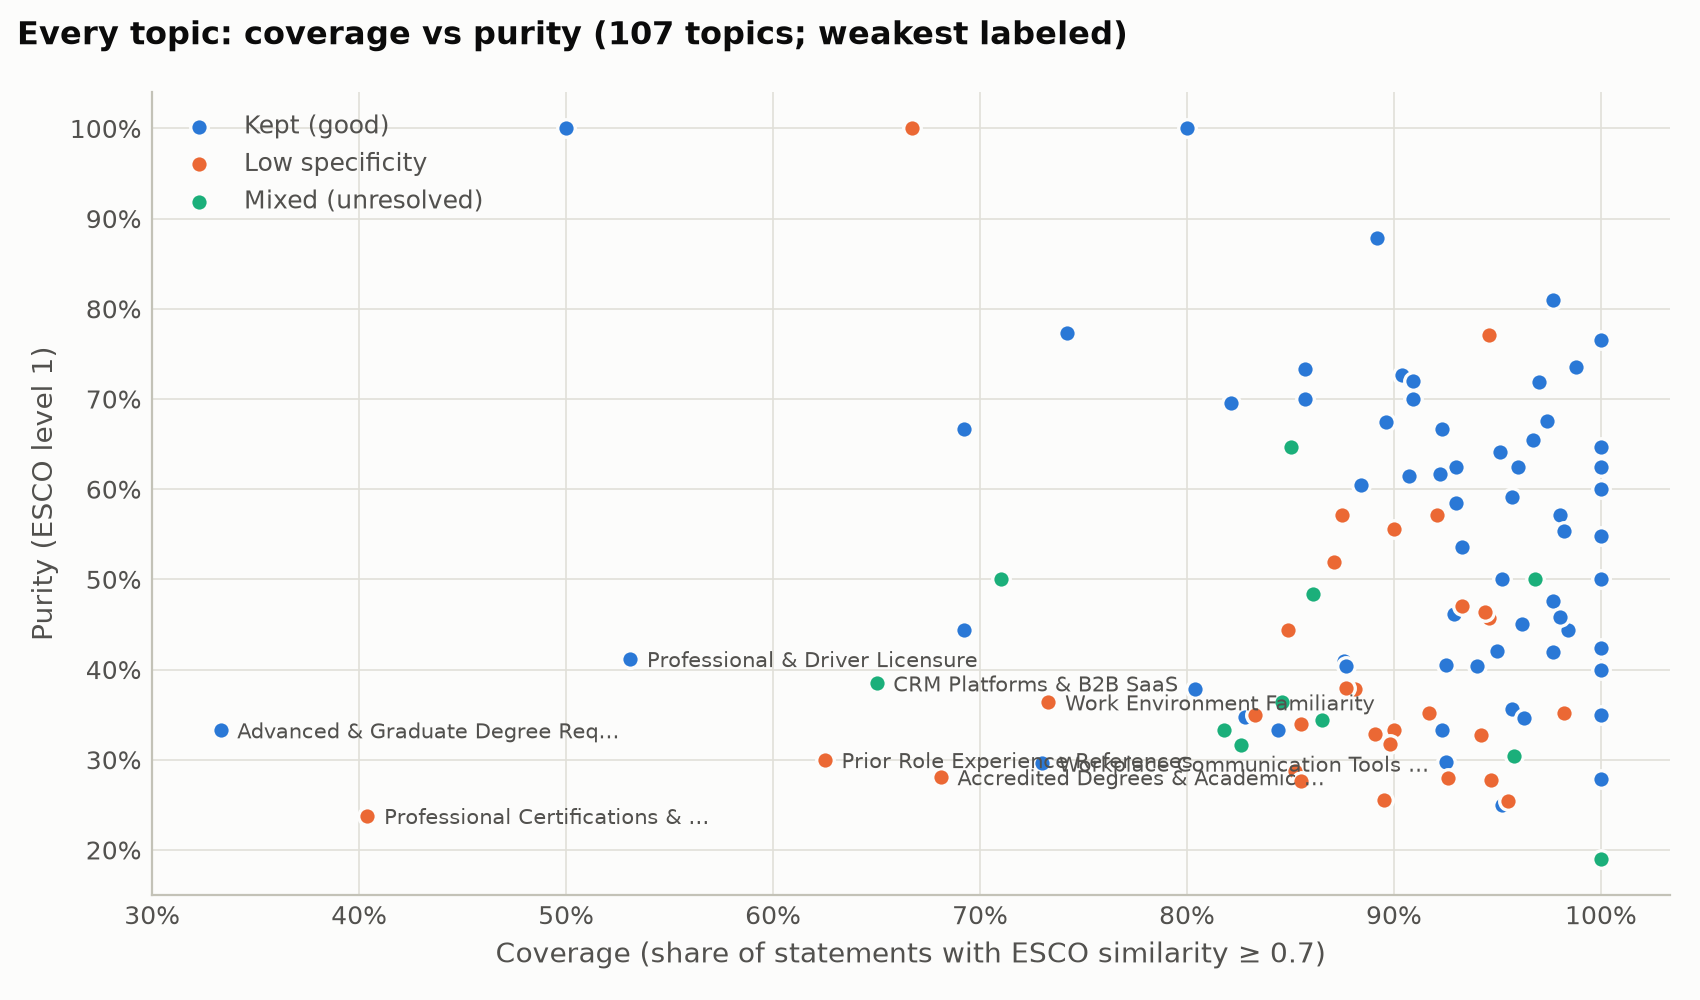 Every topic: coverage vs purity (107 topics; weakest labeled)
Kept (good)
Low specificity
Mixed (unresolved)
100%
90%
80%
70%
60%
50%
40%
30%
20%
Purity (ESCO level 1)
Professional & Driver Licensure
CRM Platforms & B2B SaaS
Work Environment Familiarity
Advanced & Graduate Degree Req...
Prior Role Experience References
Workplace Communication Tools ...
Accredited Degrees & Academic ...
Professional Certifications & ...
30%
40%
50%
60%
70%
80%
90%
100%
Coverage (share of statements with ESCO similarity ≥ 0.7)